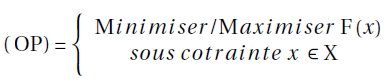 Minimiser/Maximiser F(x)
(OP) = {
sous cotrainte x ∈ X